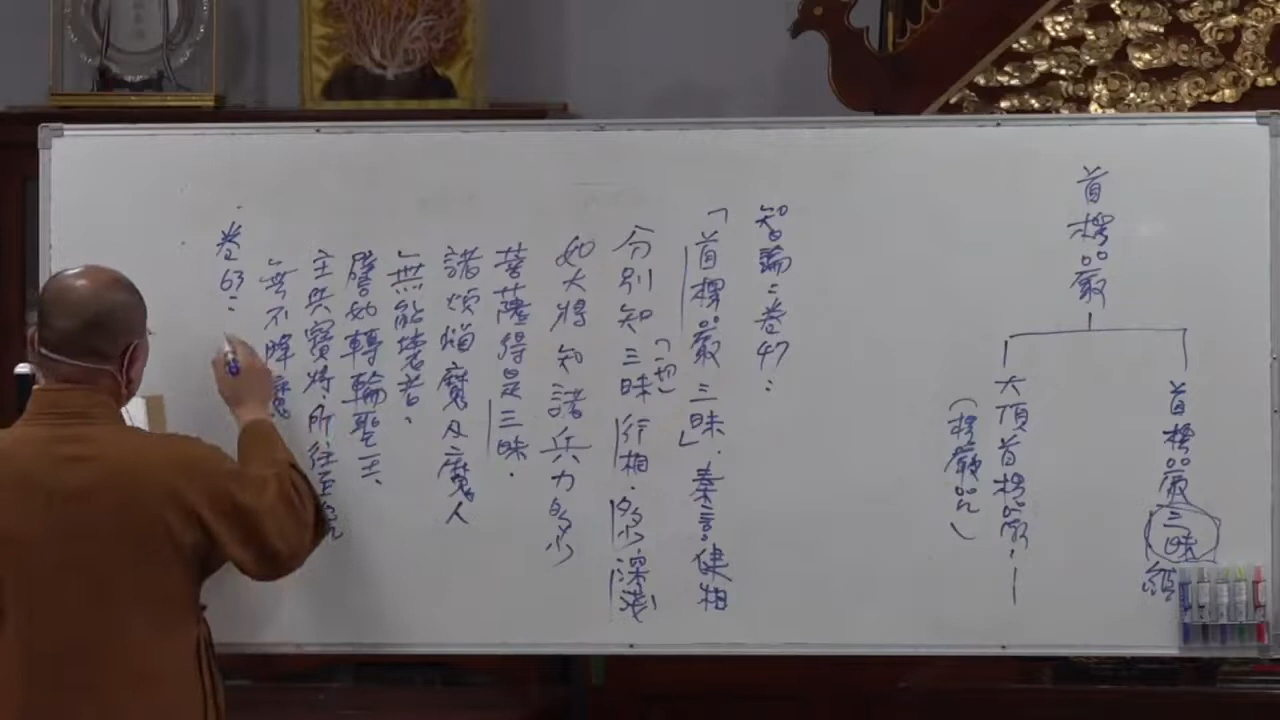 首楞嚴
首楞嚴三昧經
大頂首楞嚴
(楞嚴咒)
智論:卷47:
「首楞嚴三昧」秦言健相
分別知三昧行相.多少深淺
(一切)
如大將知諸兵力多少
菩薩得是三昧.
諸煩惱魔及魔人
無能壞者.
譬如轉輪聖王.
主兵寶將.所往至處
無不降
卷63: